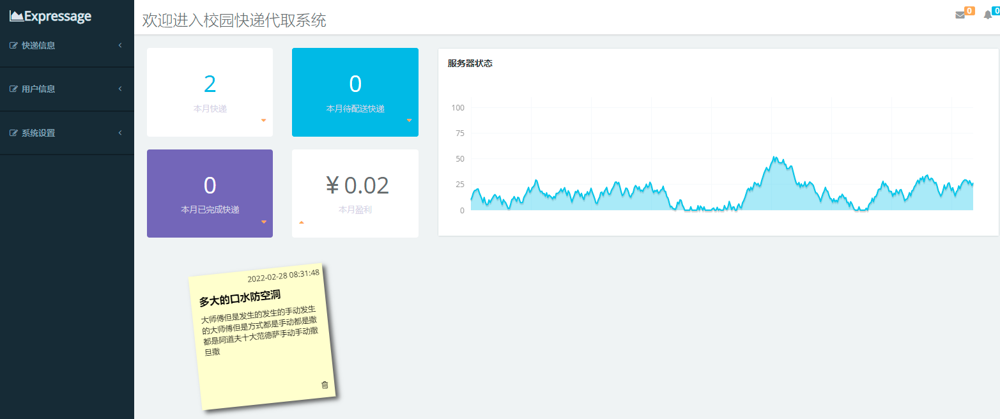 Expressage
欢迎进入校园快递代取系统
0
0
快递信息
用户信息
系统设置
2
本月快递
0
本月待配送快递
0
本月已完成快递
¥ 0.02
本月盈利
服务器状态
100
75
50
25
0
2022-02-28 08:31:48
多大的口水防空洞
大师傅但是发生的发生的手动发生
的大师傅但是方式都是手动都是撒
都是阿道夫十大范德萨手动手动撒
旦撒